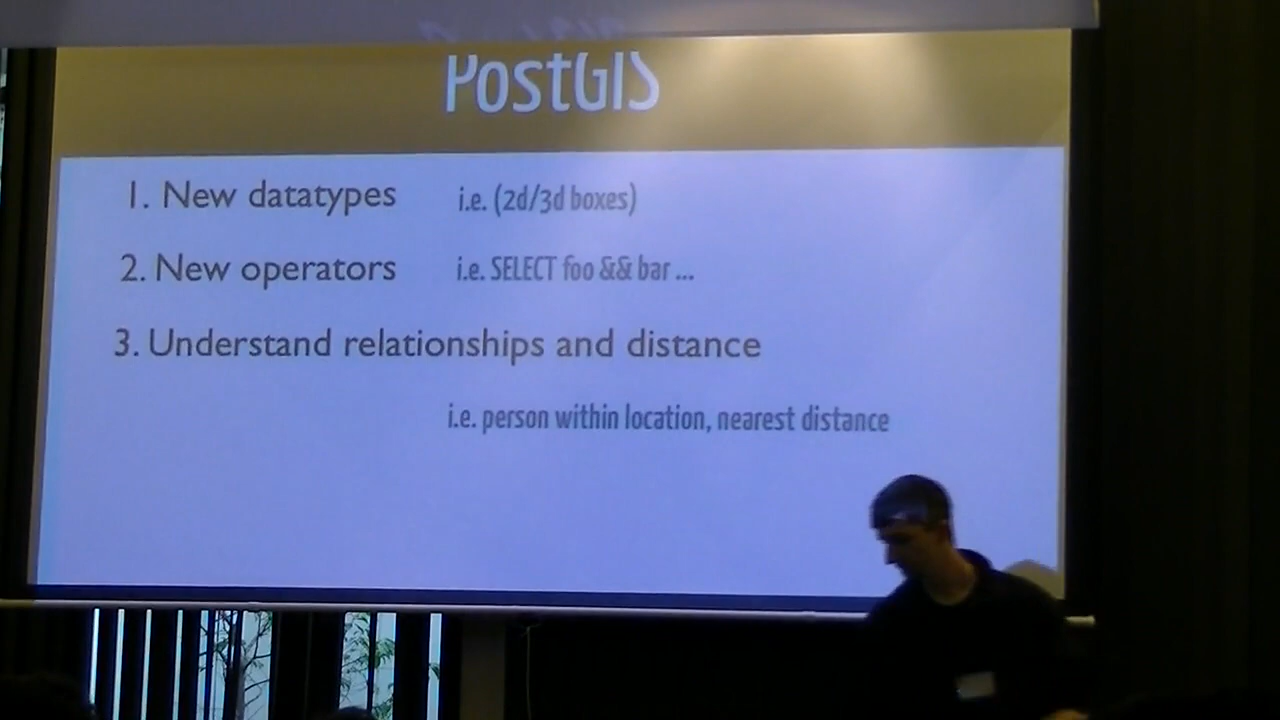 PostGIS
1. New datatypes i.e. (2d/3d boxes)
2. New operators i.e. SELECT foo && bar ...
3. Understand relationships and distance
i.e. person within location, nearest distance